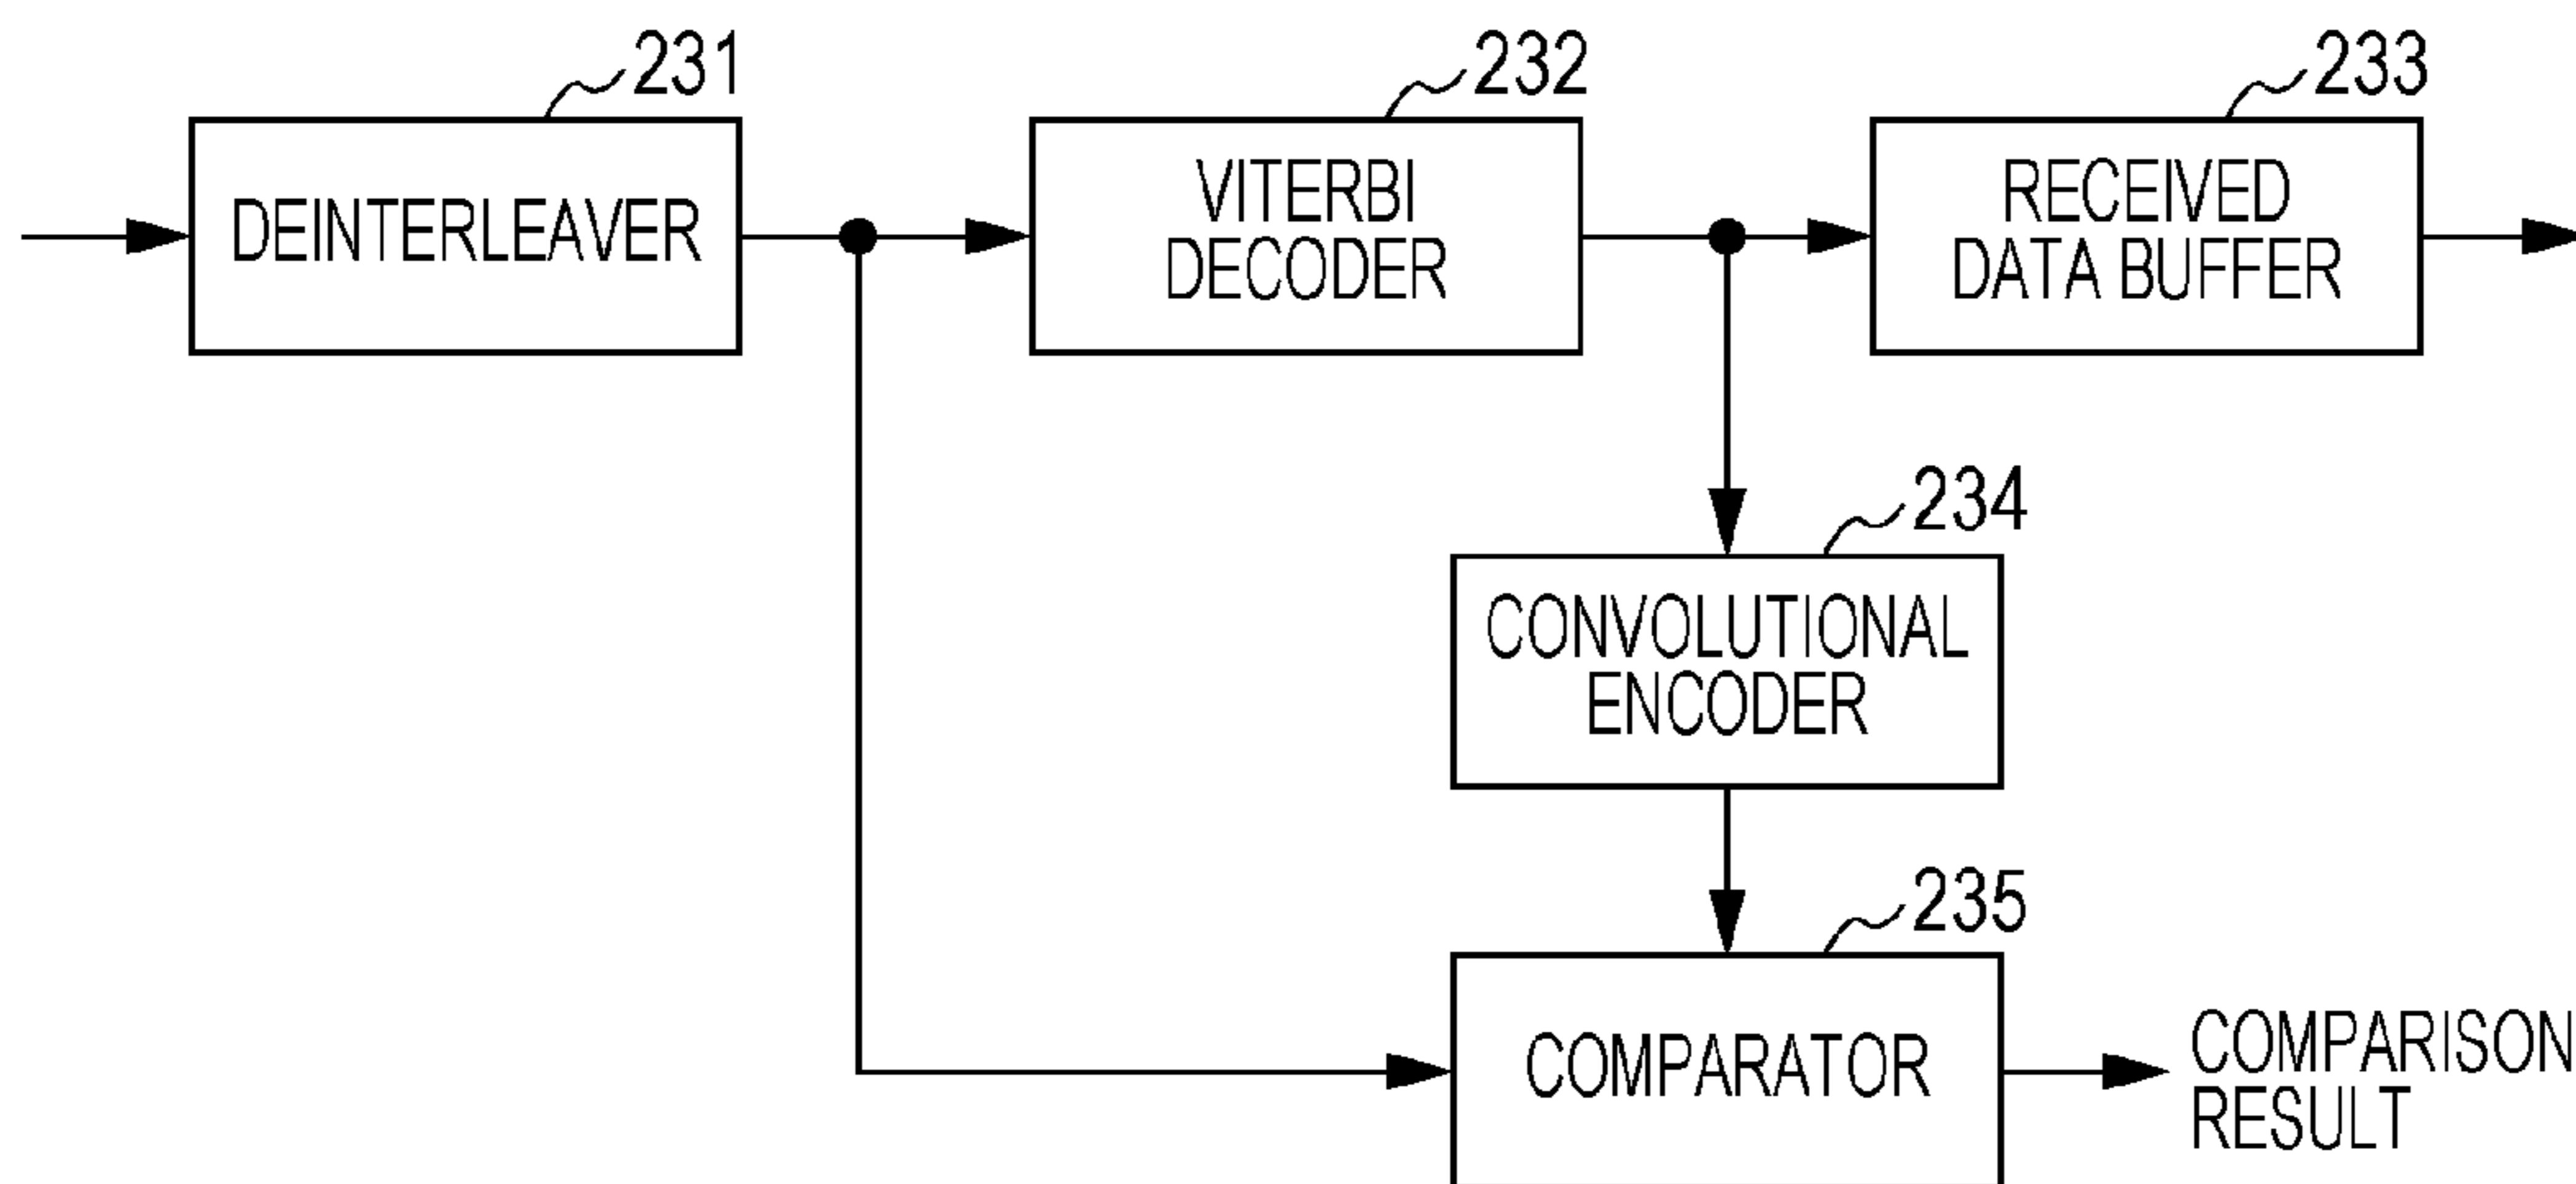 231
232
233
DEINTERLEAVER
VITERBI
DECODER
RECEIVED
DATA BUFFER
234
CONVOLUTIONAL
ENCODER
235
COMPARATOR
COMPARISON
RESULT